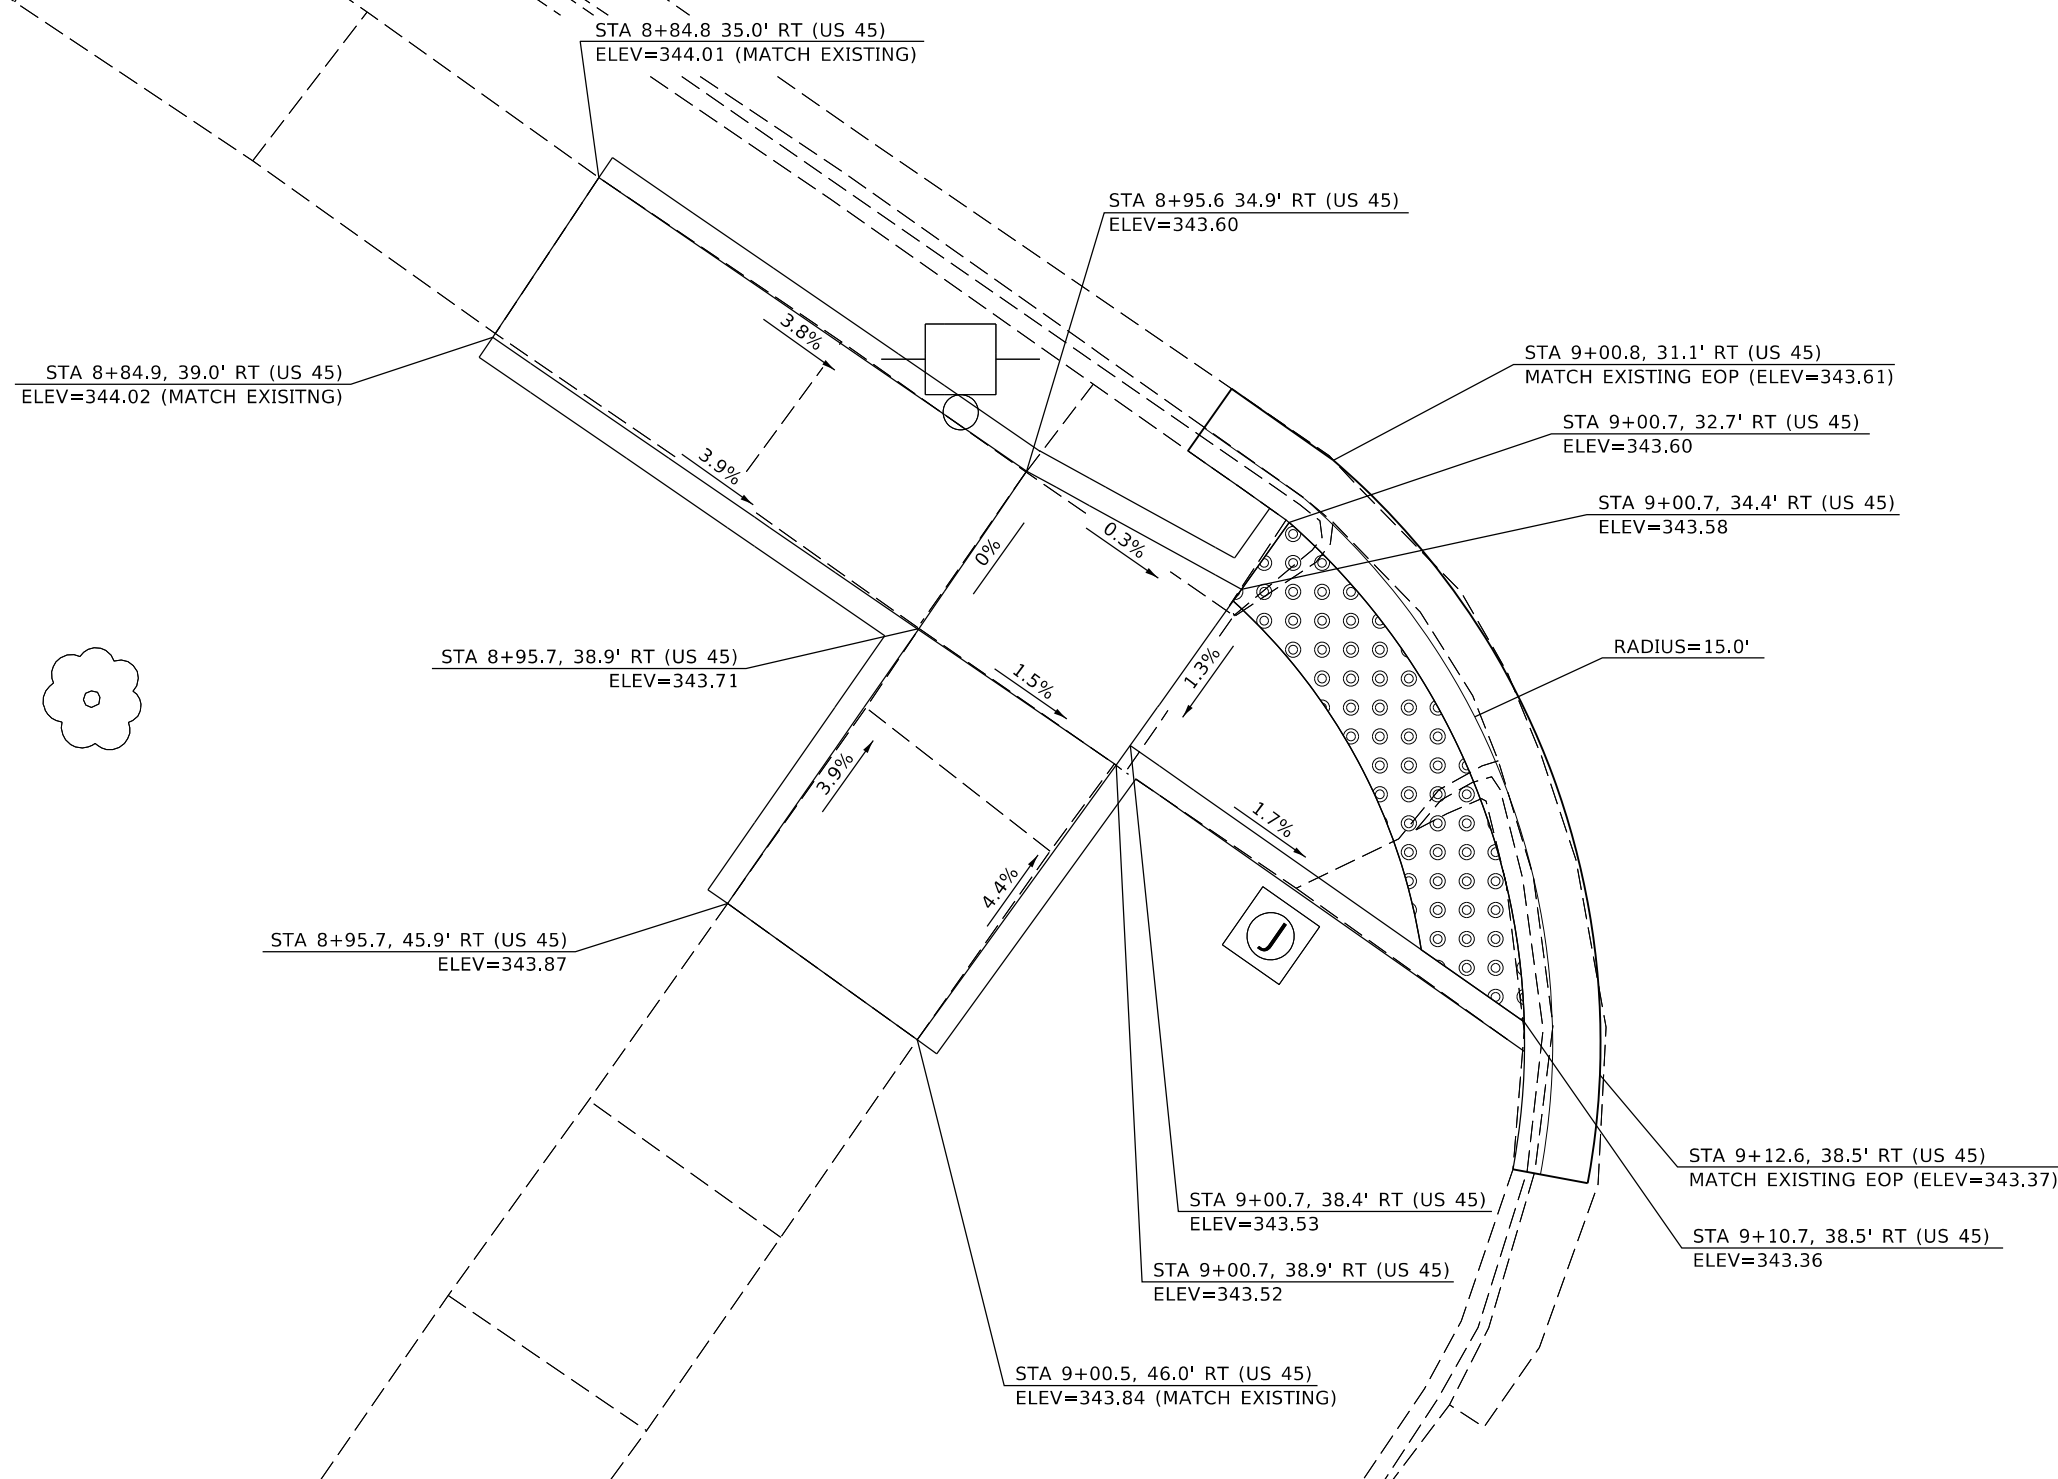 STA 8+84.8 35.0' RT (US 45)
ELEV=344.01 (MATCH EXISTING)
STA 8+95.6 34.9' RT (US 45)
ELEV=343.60
STA 8+84.9, 39.0' RT (US 45)
ELEV=344.02 (MATCH EXISITNG)
STA 9+00.8, 31.1' RT (US 45)
MATCH EXISTING EOP (ELEV=343.61)
STA 9+00.7, 32.7' RT (US 45)
ELEV=343.60
STA 9+00.7, 34.4' RT (US 45)
ELEV=343.58
3.8%
3.9%
0%
0.3%
RADIUS=15.0'
STA 8+95.7, 38.9' RT (US 45)
ELEV=343.71
1.5%
1.3%
3.9%
1.7%
4.4%
J
STA 8+95.7, 45.9' RT (US 45)
ELEV=343.87
STA 9+12.6, 38.5' RT (US 45)
MATCH EXISTING EOP (ELEV=343.37)
STA 9+00.7, 38.4' RT (US 45)
ELEV=343.53
STA 9+10.7, 38.5' RT (US 45)
ELEV=343.36
STA 9+00.7, 38.9' RT (US 45)
ELEV=343.52
STA 9+00.5, 46.0' RT (US 45)
ELEV=343.84 (MATCH EXISTING)